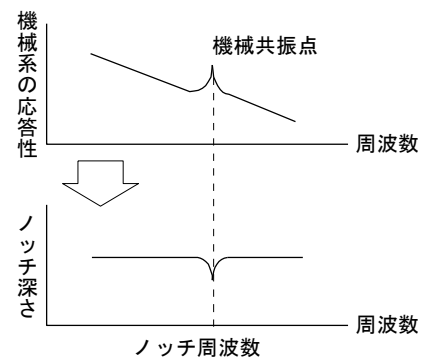 機械系の応答性
機械共振点
周波数
ノッチ深さ
周波数
ノッチ周波数